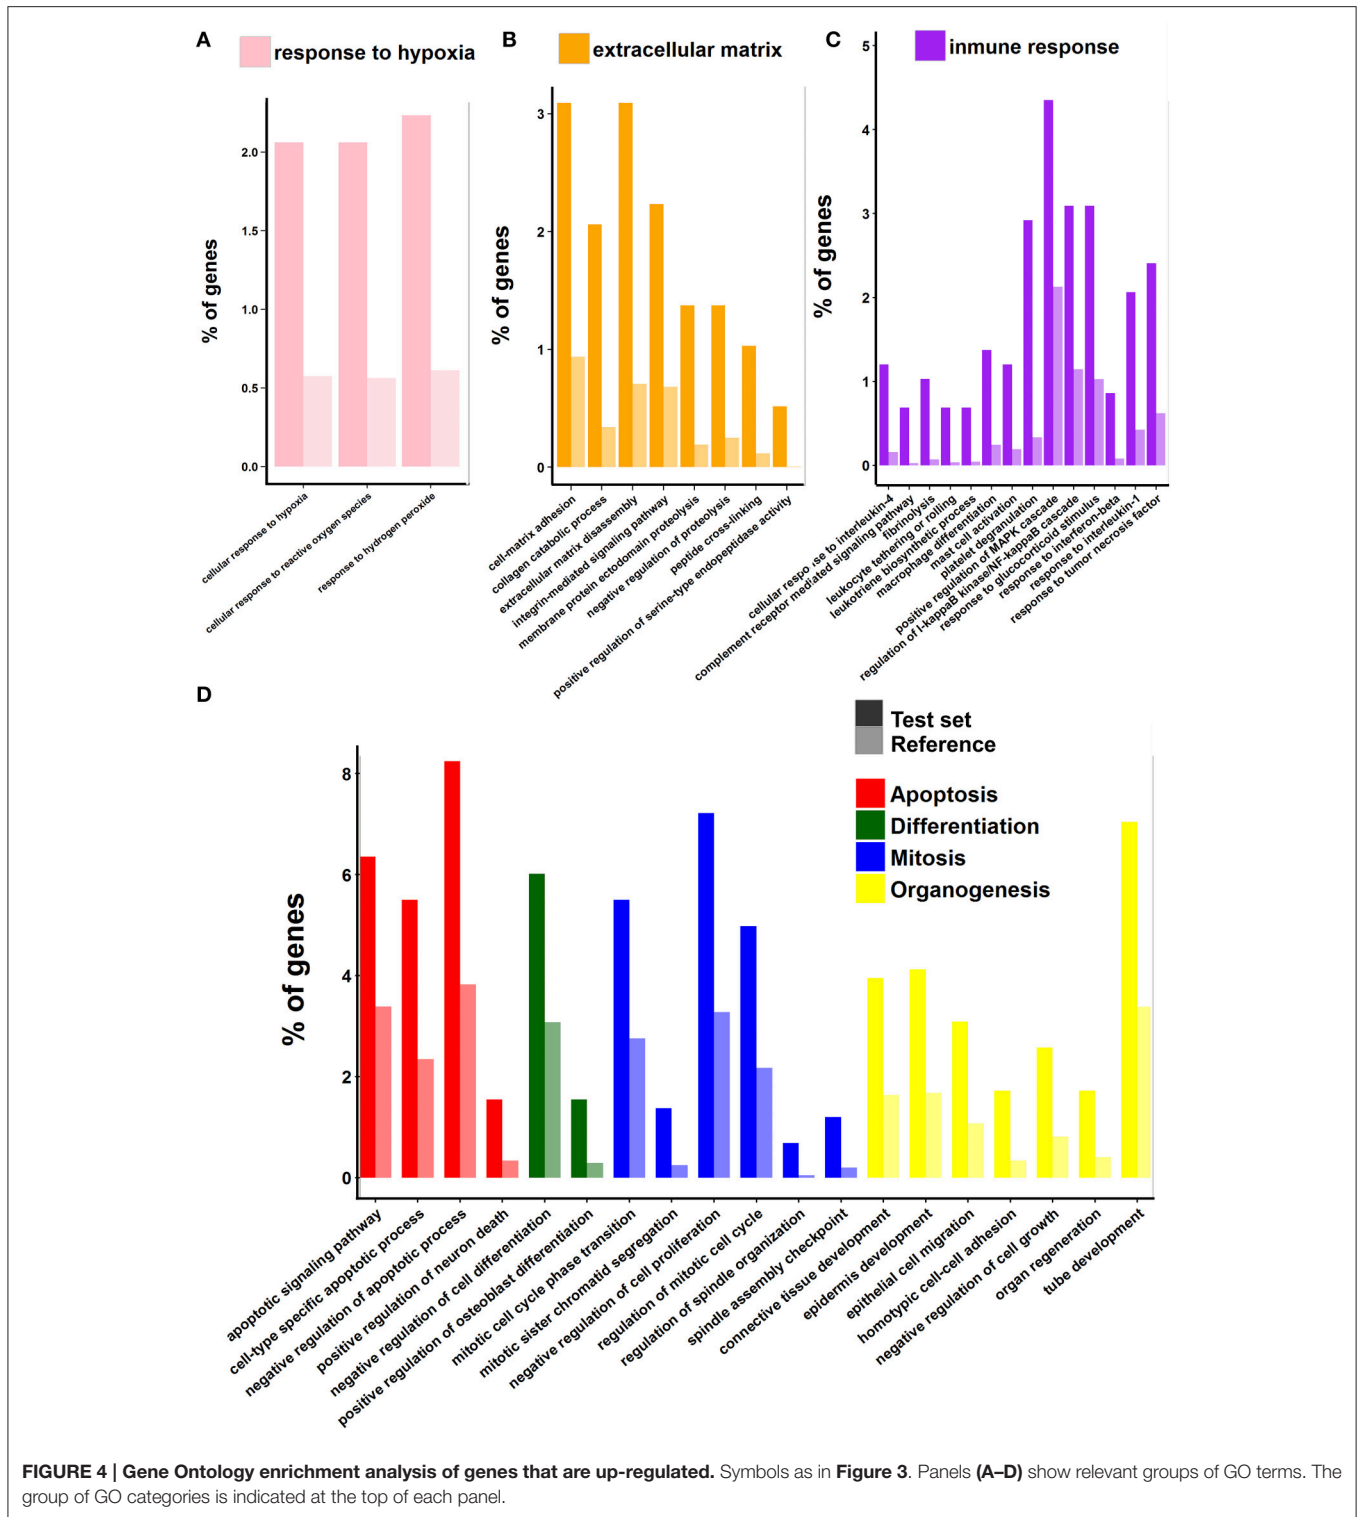 A
response to hypoxia
% of genes
2.0
1.5
1.0
0.5
0.0
cellular response to hypoxia
cellular response to reactive oxygen species
response to hydrogen peroxide
B
extracellular matrix
% of genes
3
2
1
0
cell-matrix adhesion
collagen catabolic process
extracellular matrix disassembly
integrin-mediated signaling pathway
membrane protein ectodomain proteolysis
negative regulation of proteolysis
peptide cross-linking
positive regulation of serine-type endopeptidase activity
C
inmune response
% of genes
5
4
3
2
1
0
cellular response to interleukin-4
complement receptor mediated signaling pathway
fibrinolysis
leukocyte tethering or rolling
leukotriene biosynthetic process
macrophage differentiation
mast cell activation
platelet degranulation
positive regulation of MAPK cascade
regulation of I-kappaB kinase/NF-kappaB cascade
response to glucocorticoid stimulus
response to interferon-beta
response to interleukin-1
response to tumor necrosis factor
D
Test set
Reference
Apoptosis
Differentiation
Mitosis
Organogenesis
% of genes
8
6
4
2
0
apoptotic signaling pathway
cell-type specific apoptotic process
negative regulation of apoptotic process
positive regulation of neuron death
negative regulation of cell differentiation
positive regulation of osteoblast differentiation
mitotic cell cycle phase transition
mitotic sister chromatid segregation
negative regulation of cell proliferation
regulation of mitotic cell cycle
regulation of spindle organization
spindle assembly checkpoint
connective tissue development
epidermis development
epithelial cell migration
homotypic cell-cell adhesion
negative regulation of cell growth
organ regeneration
tube development
FIGURE 4 | Gene Ontology enrichment analysis of genes that are up-regulated. Symbols as in Figure 3. Panels (A–D) show relevant groups of GO terms. The
group of GO categories is indicated at the top of each panel.